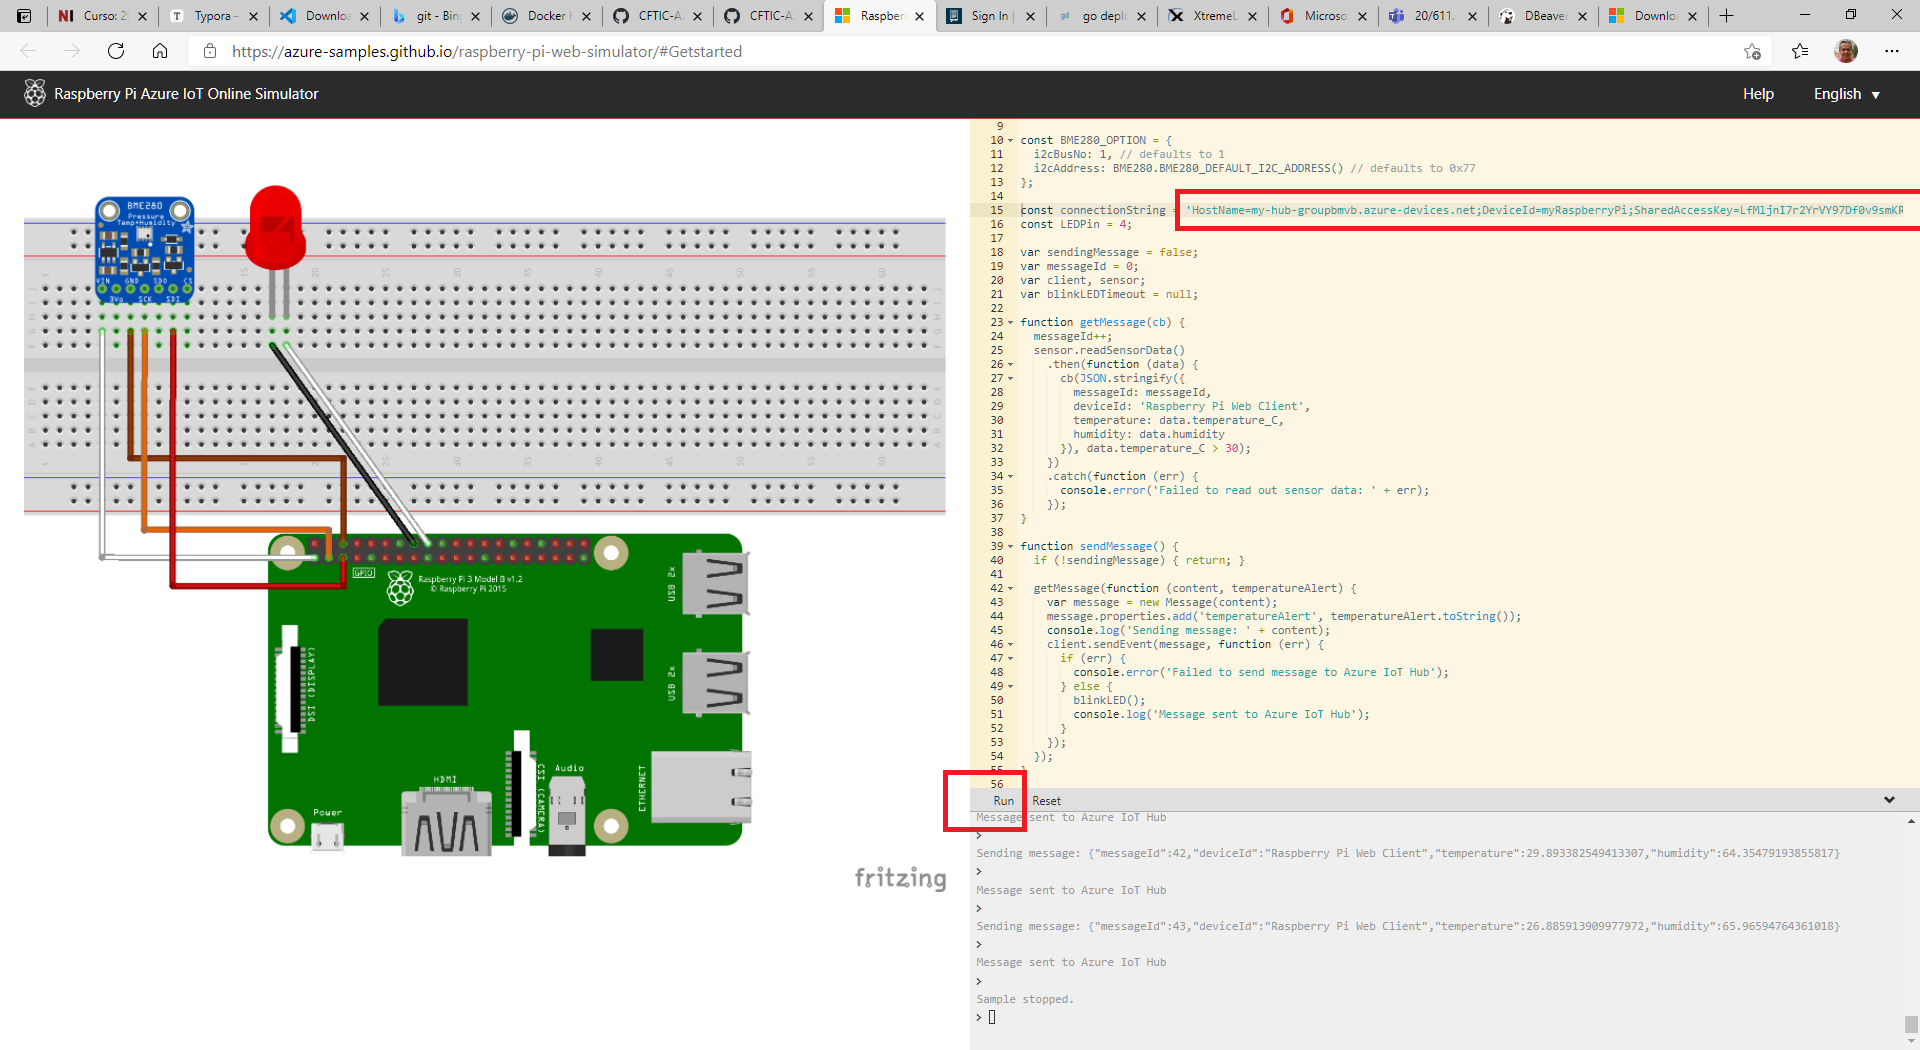 Curso: 20
Typora –
Downloa
git - Bing
Docker H
CFTIC-A
CFTIC-A
Raspberr
Sign In |
go deplo
XtremeL
Microso
20/611.
DBeaver
Downloa
https://azure-samples.github.io/raspberry-pi-web-simulator/#Getstarted
Raspberry Pi Azure IoT Online Simulator
Help
English
BME280
Pressure
Temp+Humidity
VIN GND SDO CS
3Vo SCK SDI
Raspberry Pi 3 Model B v1.2
© Raspberry Pi 2015
GPIO
USB 2x
USB 2x
DSI (DISPLAY)
CSI (CAMERA)
Audio
ETHERNET
HDMI
Power
fritzing
9
10 const BME280_OPTION = {
11 i2cBusNo: 1, // defaults to 1
12 i2cAddress: BME280.BME280_DEFAULT_I2C_ADDRESS() // defaults to 0x77
13 };
14
15 const connectionString = 'HostName=my-hub-groupbmvb.azure-devices.net;DeviceId=myRaspberryPi;SharedAccessKey=LfMljnI7r2YrVY97Df0v9smKR
16 const LEDPin = 4;
17
18 var sendingMessage = false;
19 var messageId = 0;
20 var client, sensor;
21 var blinkLEDTimeout = null;
22
23 function getMessage(cb) {
24 messageId++;
25 sensor.readSensorData()
26 .then(function (data) {
27 cb(JSON.stringify({
28 messageId: messageId,
29 deviceId: 'Raspberry Pi Web Client',
30 temperature: data.temperature_C,
31 humidity: data.humidity
32 }), data.temperature_C > 30);
33 })
34 .catch(function (err) {
35 console.error('Failed to read out sensor data: ' + err);
36 });
37 }
38
39 function sendMessage() {
40 if (!sendingMessage) { return; }
41
42 getMessage(function (content, temperatureAlert) {
43 var message = new Message(content);
44 message.properties.add('temperatureAlert', temperatureAlert.toString());
45 console.log('Sending message: ' + content);
46 client.sendEvent(message, function (err) {
47 if (err) {
48 console.error('Failed to send message to Azure IoT Hub');
49 } else {
50 blinkLED();
51 console.log('Message sent to Azure IoT Hub');
52 }
53 });
54 });
55 }
56
Run Reset
Message sent to Azure IoT Hub
>
Sending message: {"messageId":42,"deviceId":"Raspberry Pi Web Client","temperature":29.893382549413307,"humidity":64.35479193855817}
>
Message sent to Azure IoT Hub
>
Sending message: {"messageId":43,"deviceId":"Raspberry Pi Web Client","temperature":26.885913909977972,"humidity":65.96594764361018}
>
Message sent to Azure IoT Hub
>
Sample stopped.
>